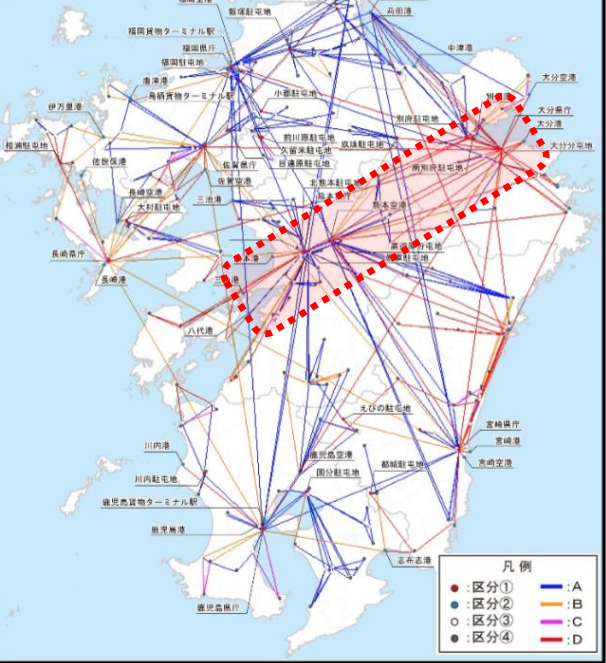 飯塚駐屯地
苅田港
福岡貨物ターミナル駅
福岡県庁
中津港
福岡駐屯地
大分空港
唐津港
鳥栖貨物ターミナル駅
小郡駐屯地
伊万里港
大分県庁
別府駐屯地
大分港
前川原駐屯地
玖珠駐屯地
相浦駐屯地
久留米駐屯地
大分分屯地
目達原駐屯地
佐世保港
佐賀県庁
南別府駐屯地
佐賀空港
北熊本駐屯地
長崎空港
三池港
大村駐屯地
熊本空港
長崎県庁
長崎港
八代港
えびの駐屯地
宮崎県庁
宮崎港
川内港
鹿児島空港
国分駐屯地
都城駐屯地
宮崎空港
川内駐屯地
鹿児島貨物ターミナル駅
鹿児島港
志布志港
鹿児島県庁
凡例
:区分① :A
:区分② :B
:区分③ :C
:区分④ :D